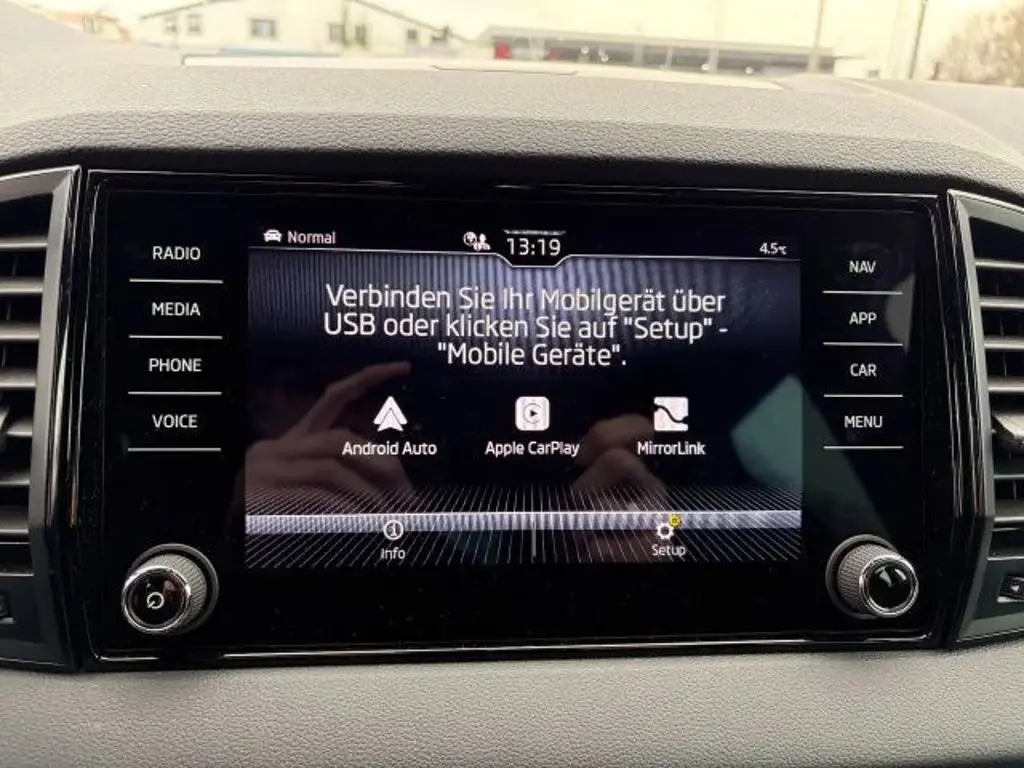 RADIO
MEDIA
PHONE
VOICE
Normal
13:19
4.5°C
Verbinden Sie Ihr Mobilgerät über
USB oder klicken Sie auf "Setup" -
"Mobile Geräte".
Android Auto
Apple CarPlay
MirrorLink
Info
Setup
NAV
APP
CAR
MENU